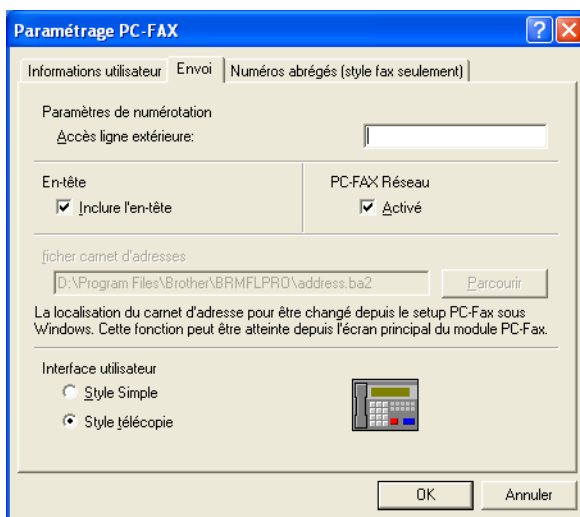 Paramétrage PC-FAX
Informations utilisateur Envoi Numéros abrégés (style fax seulement)
Paramètres de numérotation
Accès ligne extérieure:
En-tête PC-FAX Réseau
Inclure l'en-tête Activé
ficher carnet d'adresses
D:\Program Files\Brother\BRMFLPRO\address.ba2 Parcourir
La localisation du carnet d'adresse pour être changé depuis le setup PC-Fax sous
Windows. Cette fonction peut être atteinte depuis l'écran principal du module PC-Fax.
Interface utilisateur
Style Simple
Style télécopie
OK Annuler